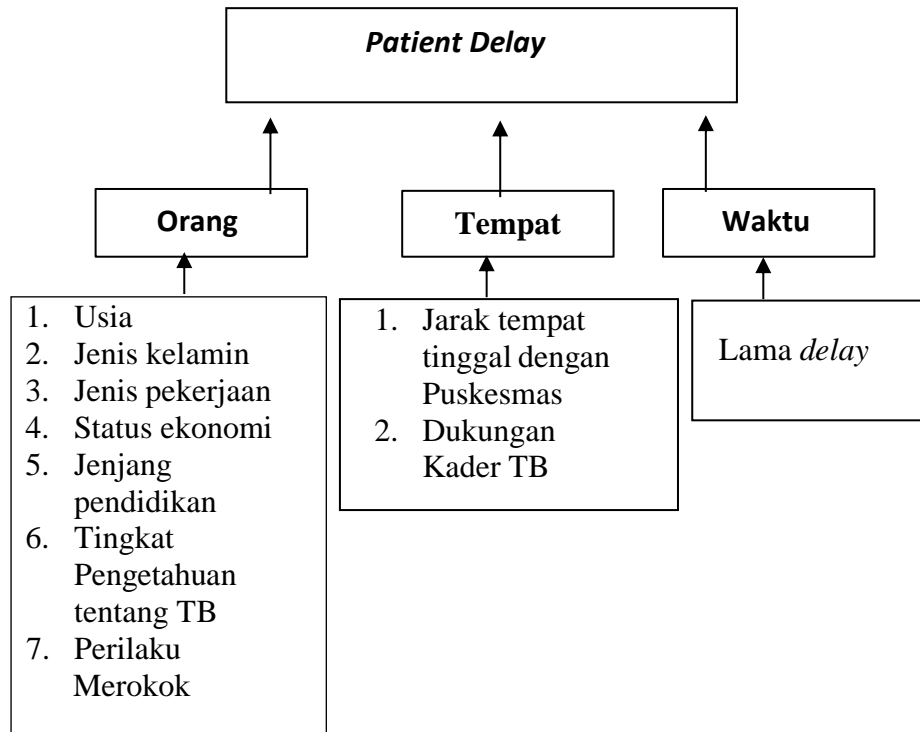 Patient Delay
Orang
Tempat
Waktu
1. Usia
2. Jenis kelamin
3. Jenis pekerjaan
4. Status ekonomi
5. Jenjang
pendidikan
6. Tingkat
Pengetahuan
tentang TB
7. Perilaku
Merokok
1. Jarak tempat
tinggal dengan
Puskesmas
2. Dukungan
Kader TB
Lama delay